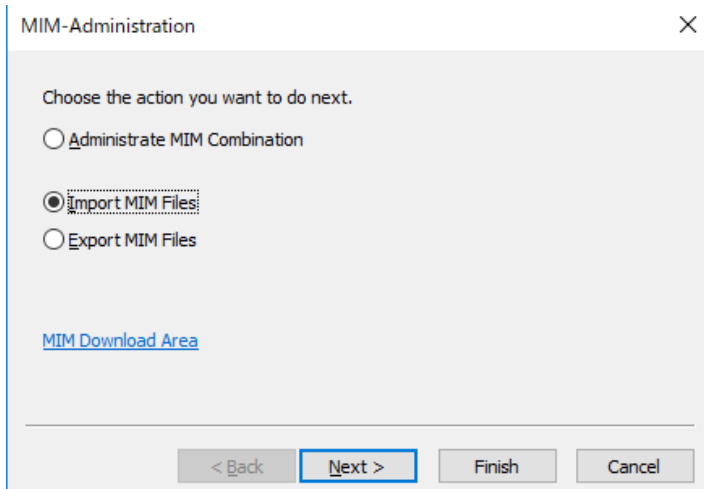 MIM-Administration
Choose the action you want to do next.
Administrate MIM Combination
Import MIM Files
Export MIM Files
MIM Download Area
< Back
Next >
Finish
Cancel